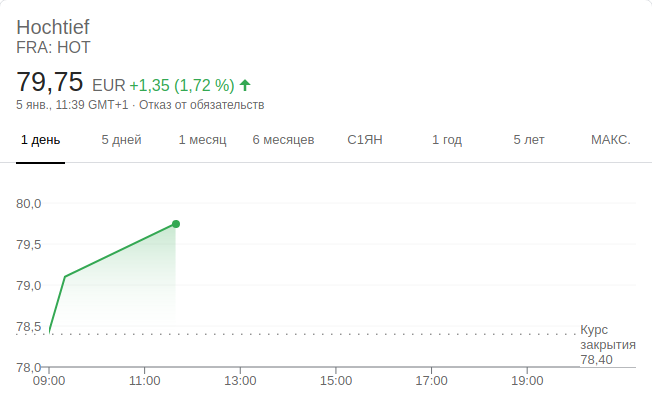 Hochtief
FRA: HOT
79,75 EUR +1,35 (1,72 %)
5 янв., 11:39 GMT+1 · Отказ от обязательств
1 день 5 дней 1 месяц 6 месяцев С1ЯН 1 год 5 лет МАКС.
80,0
79,5
79,0
78,5
Курс
закрытия
78,40
78,0
09:00 11:00 13:00 15:00 17:00 19:00